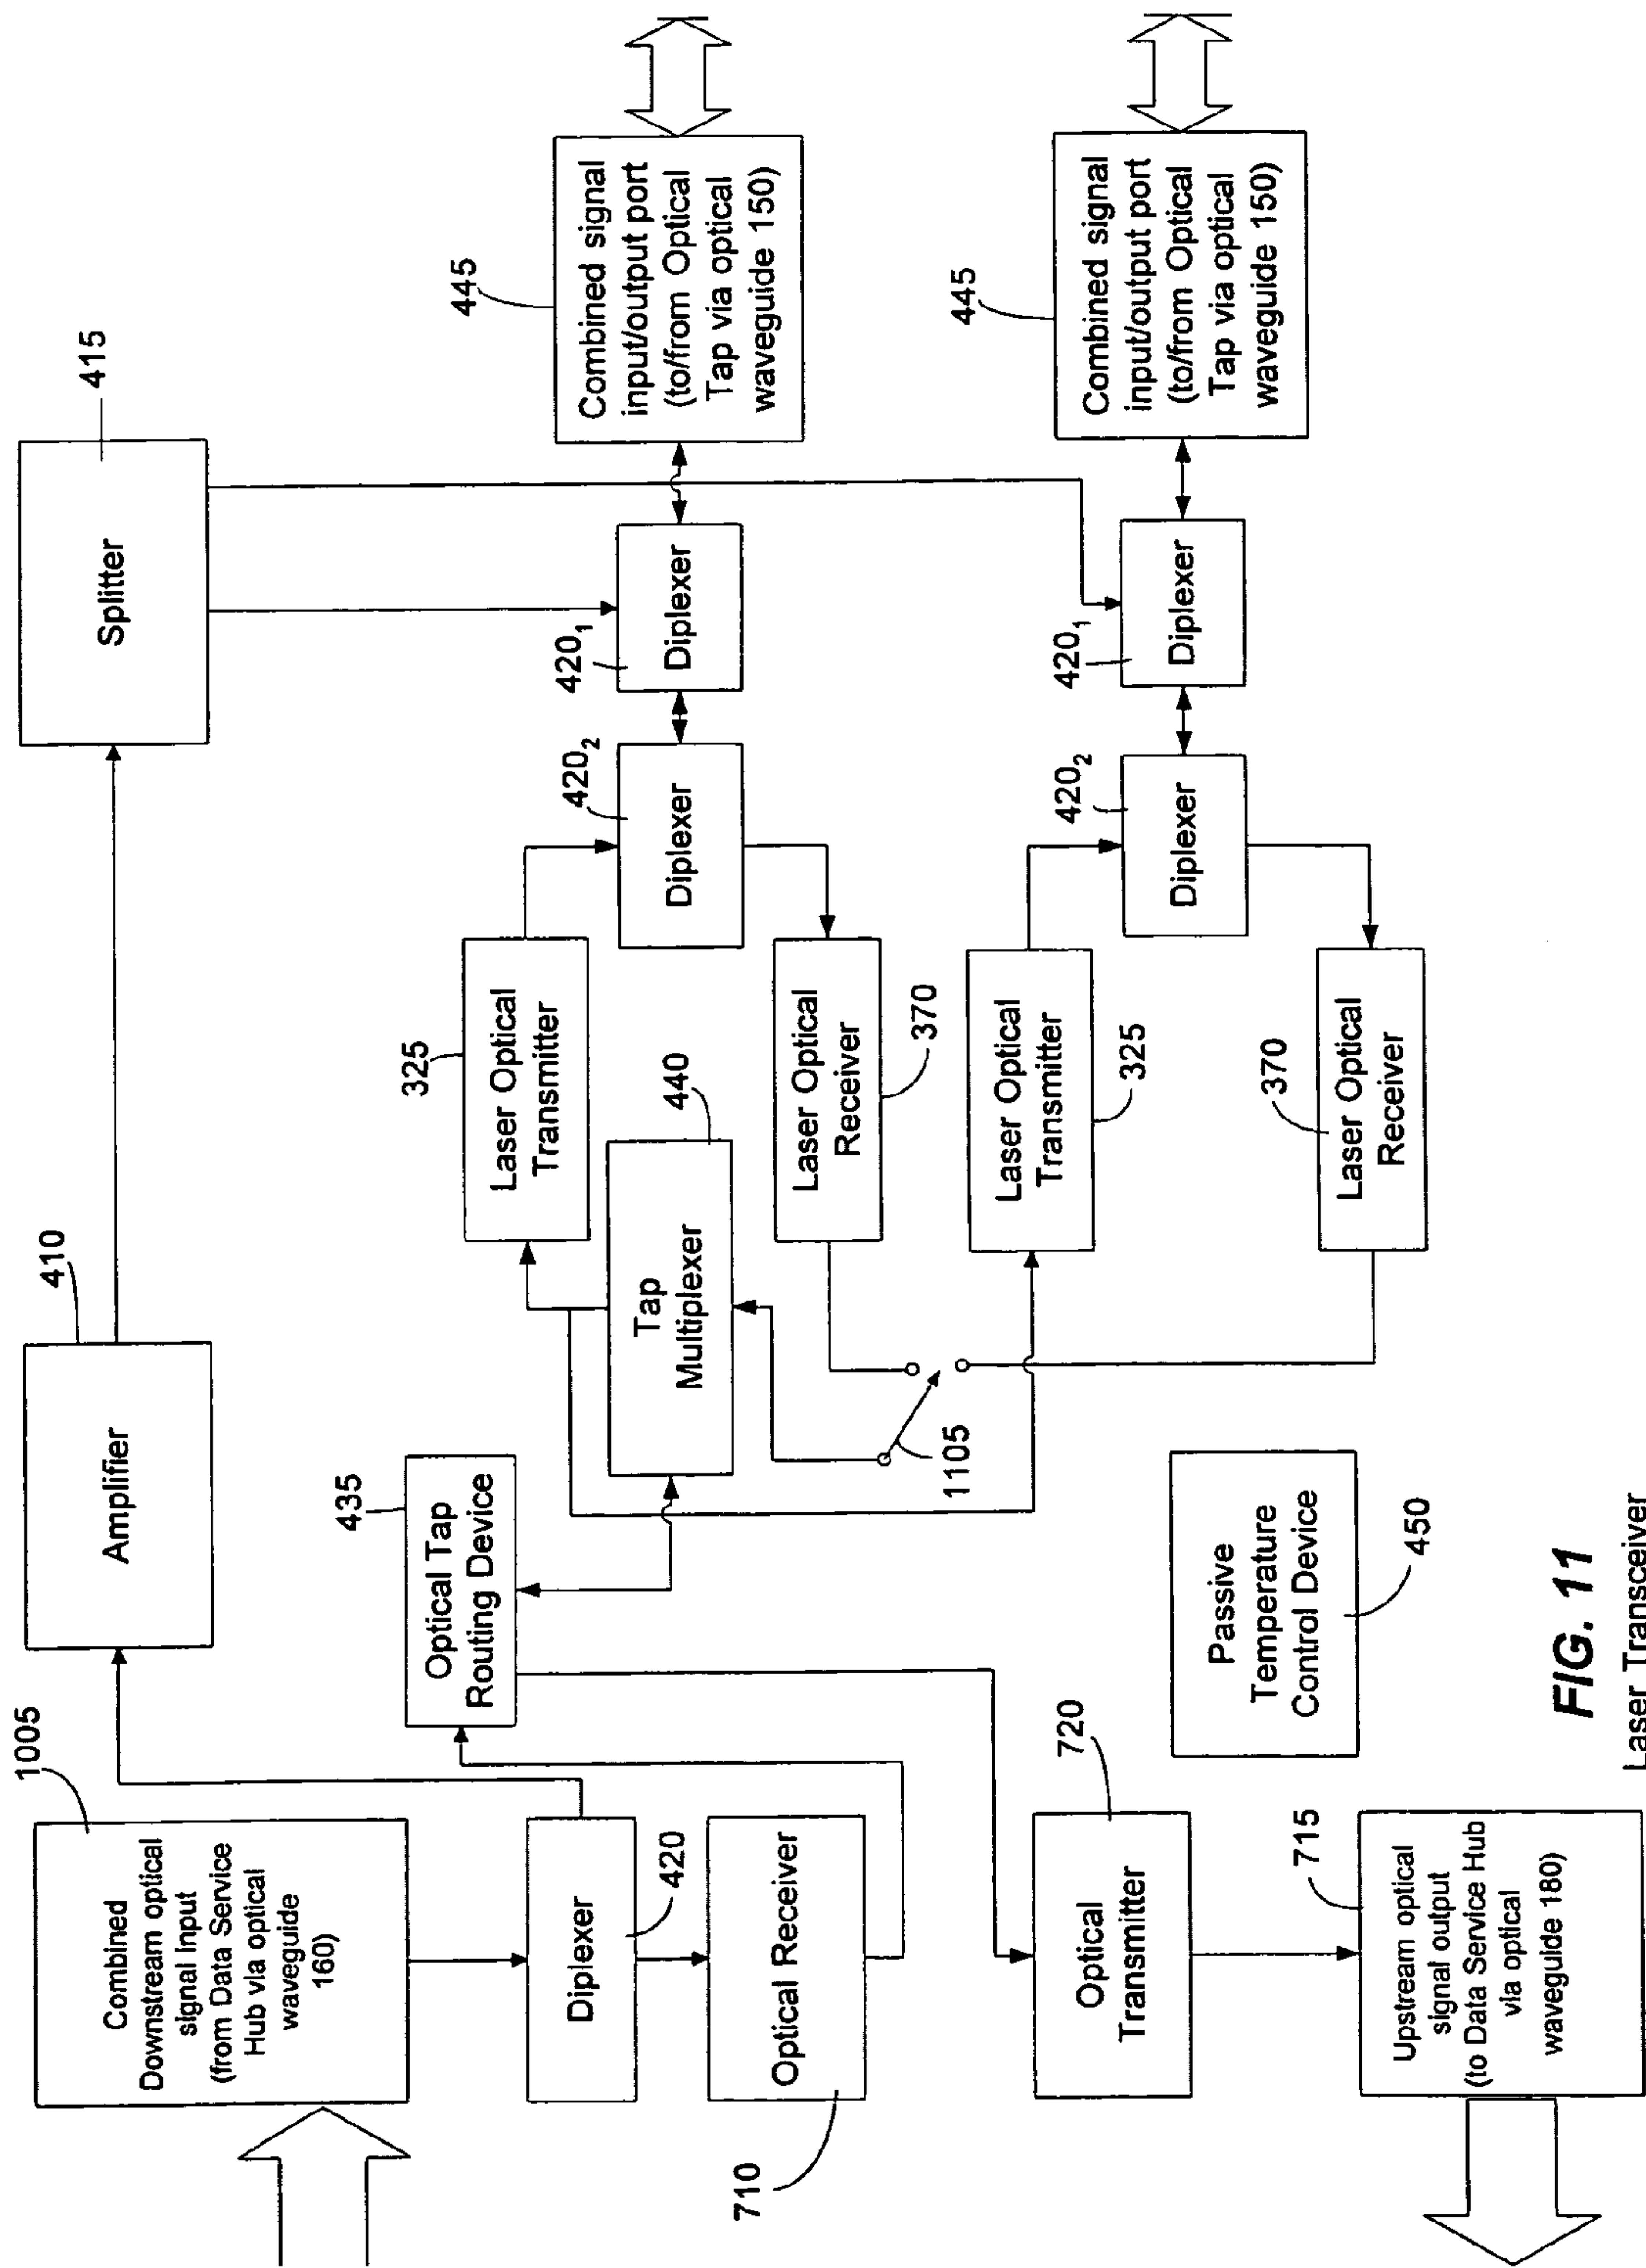 1005
Combined
Downstream optical
signal Input
(from Data Service
Hub via optical
waveguide
160)
410
Amplifier
Splitter
415
Diplexer
420
Optical Receiver
710
435
Optical Tap
Routing Device
325
Laser Optical
Transmitter
440
Tap
Multiplexer
Laser Optical
Receiver
370
420₂
Diplexer
420₁
Diplexer
445
Combined signal
input/output port
(to/from Optical
Tap via optical
waveguide 150)
1105
Laser Optical
Transmitter
325
Laser Optical
Receiver
370
420₂
Diplexer
420₁
Diplexer
445
Combined signal
input/output port
(to/from Optical
Tap via optical
waveguide 150)
720
Optical
Transmitter
715
Upstream optical
signal output
(to Data Service Hub
via optical
waveguide 180)
Passive
Temperature
Control Device
450
FIG. 11
Laser Transceiver